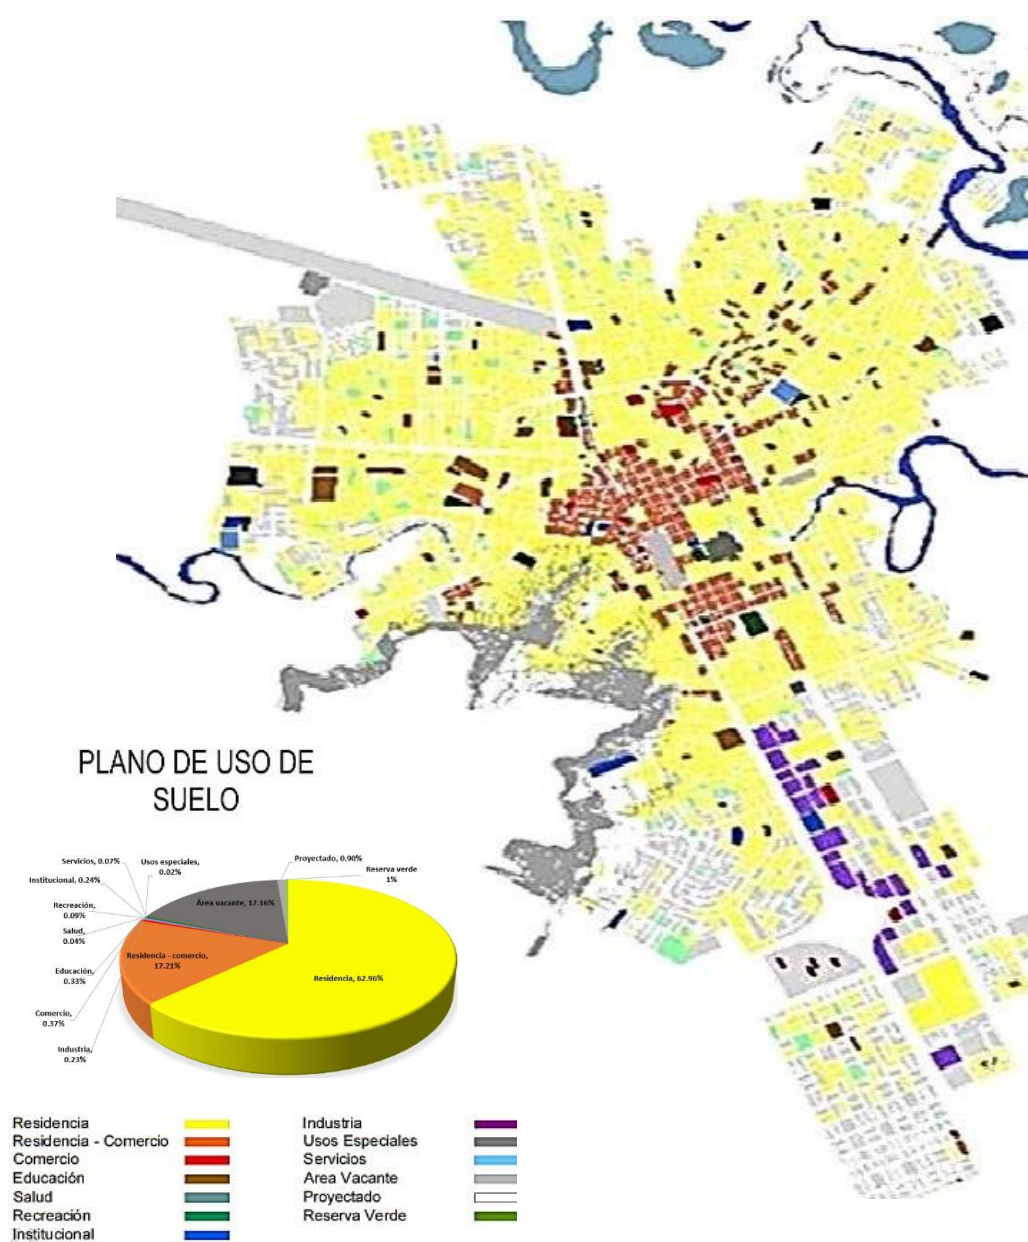 PLANO DE USO DE
SUELO
Servicios, 0.07%
Usos especiales,
0.02%
Proyectado, 0.90%
Reserva verde
1%
Institucional, 0.24%
Área vacante, 17.16%
Recreación,
0.09%
Salud,
0.04%
Residencia - comercio,
17.21%
Educación,
0.33%
Residencia, 62.96%
Comercio,
0.37%
Industria,
0.23%
Residencia
Residencia - Comercio
Comercio
Educación
Salud
Recreación
Institucional
Industria
Usos Especiales
Servicios
Area Vacante
Proyectado
Reserva Verde